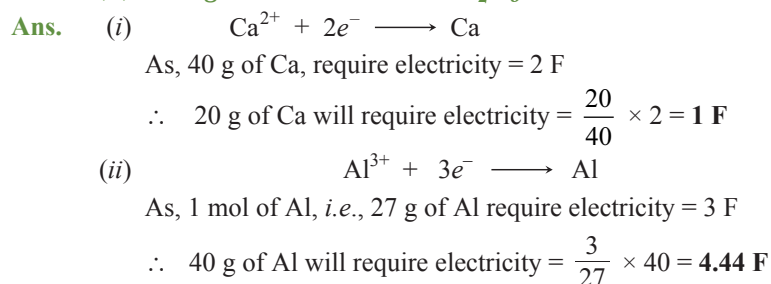 Ans. (i) Ca²⁺ + 2e⁻ ⟶ Ca
As, 40 g of Ca, require electricity = 2 F
∴ 20 g of Ca will require electricity = 20/40 × 2 = 1 F
(ii) Al³⁺ + 3e⁻ ⟶ Al
As, 1 mol of Al, i.e., 27 g of Al require electricity = 3 F
∴ 40 g of Al will require electricity = 3/27 × 40 = 4.44 F